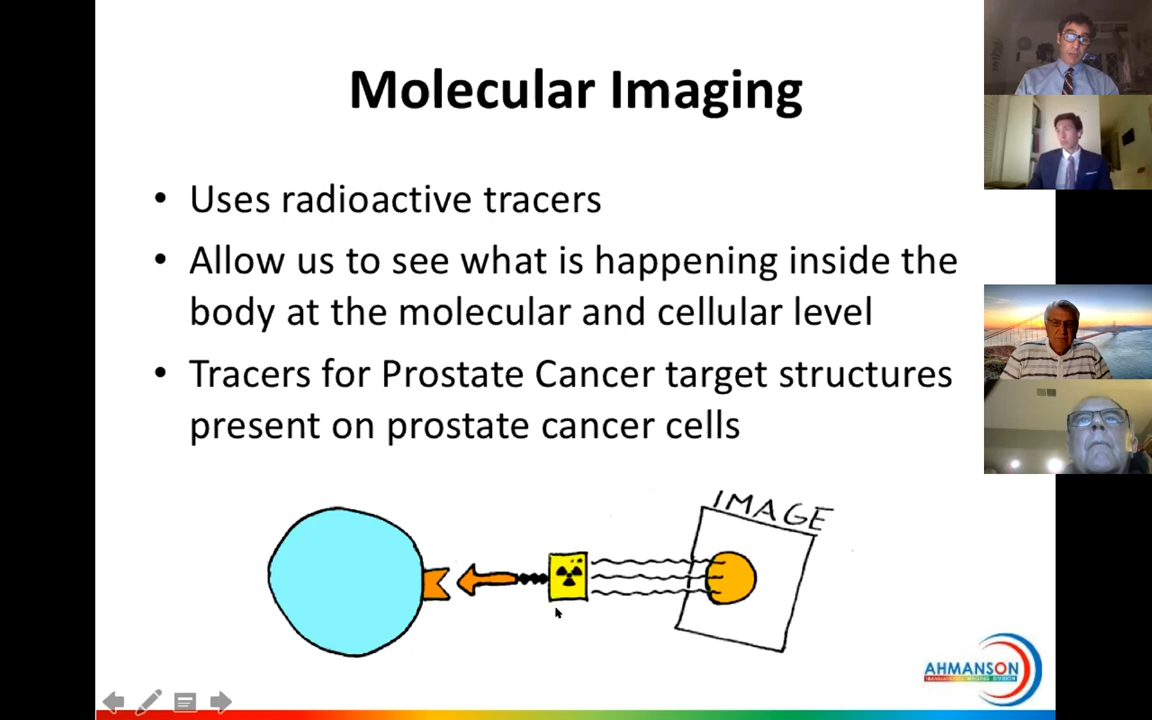 Molecular Imaging
• Uses radioactive tracers
• Allow us to see what is happening inside the
body at the molecular and cellular level
• Tracers for Prostate Cancer target structures
present on prostate cancer cells
IMAGE
AHMANSON
TRANSLATIONAL IMAGING DIVISION